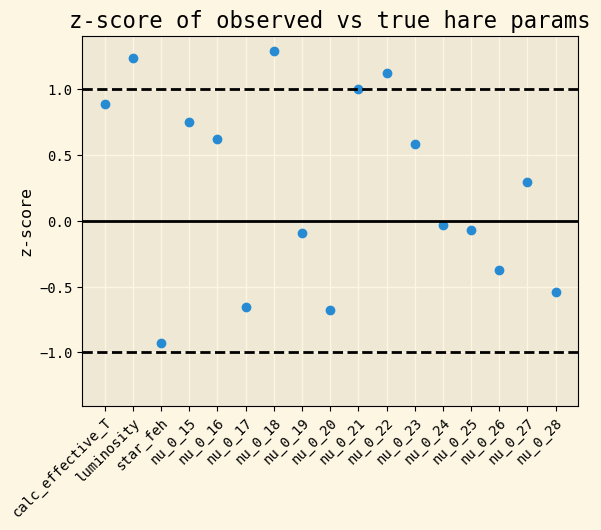 z-score of observed vs true hare params
z-score
1.0
0.5
0.0
−0.5
−1.0
calc_effective_T
luminosity
star_feh
nu_0_15
nu_0_16
nu_0_17
nu_0_18
nu_0_19
nu_0_20
nu_0_21
nu_0_22
nu_0_23
nu_0_24
nu_0_25
nu_0_26
nu_0_27
nu_0_28